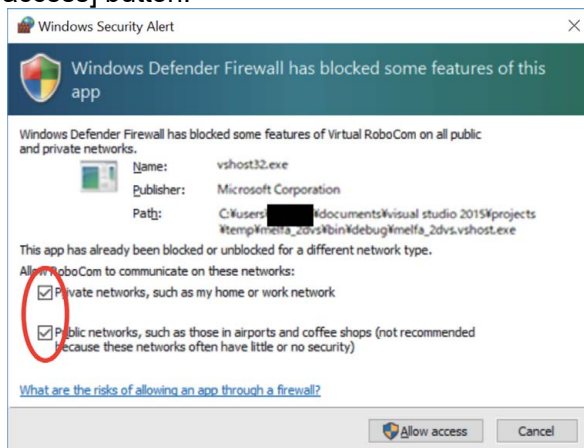 access] button.
Windows Security Alert
Windows Defender Firewall has blocked some features of this
app
Windows Defender Firewall has blocked some features of Virtual RoboCom on all public
and private networks.
Name: vshost32.exe
Publisher: Microsoft Corporation
Path: C:¥users¥ ¥documents¥visual studio 2015¥projects
¥temp¥melfa_2dvs¥bin¥debug¥melfa_2dvs.vshost.exe
This app has already been blocked or unblocked for a different network type.
Allow RoboCom to communicate on these networks:
Private networks, such as my home or work network
Public networks, such as those in airports and coffee shops (not recommended
because these networks often have little or no security)
What are the risks of allowing an app through a firewall?
Allow access Cancel